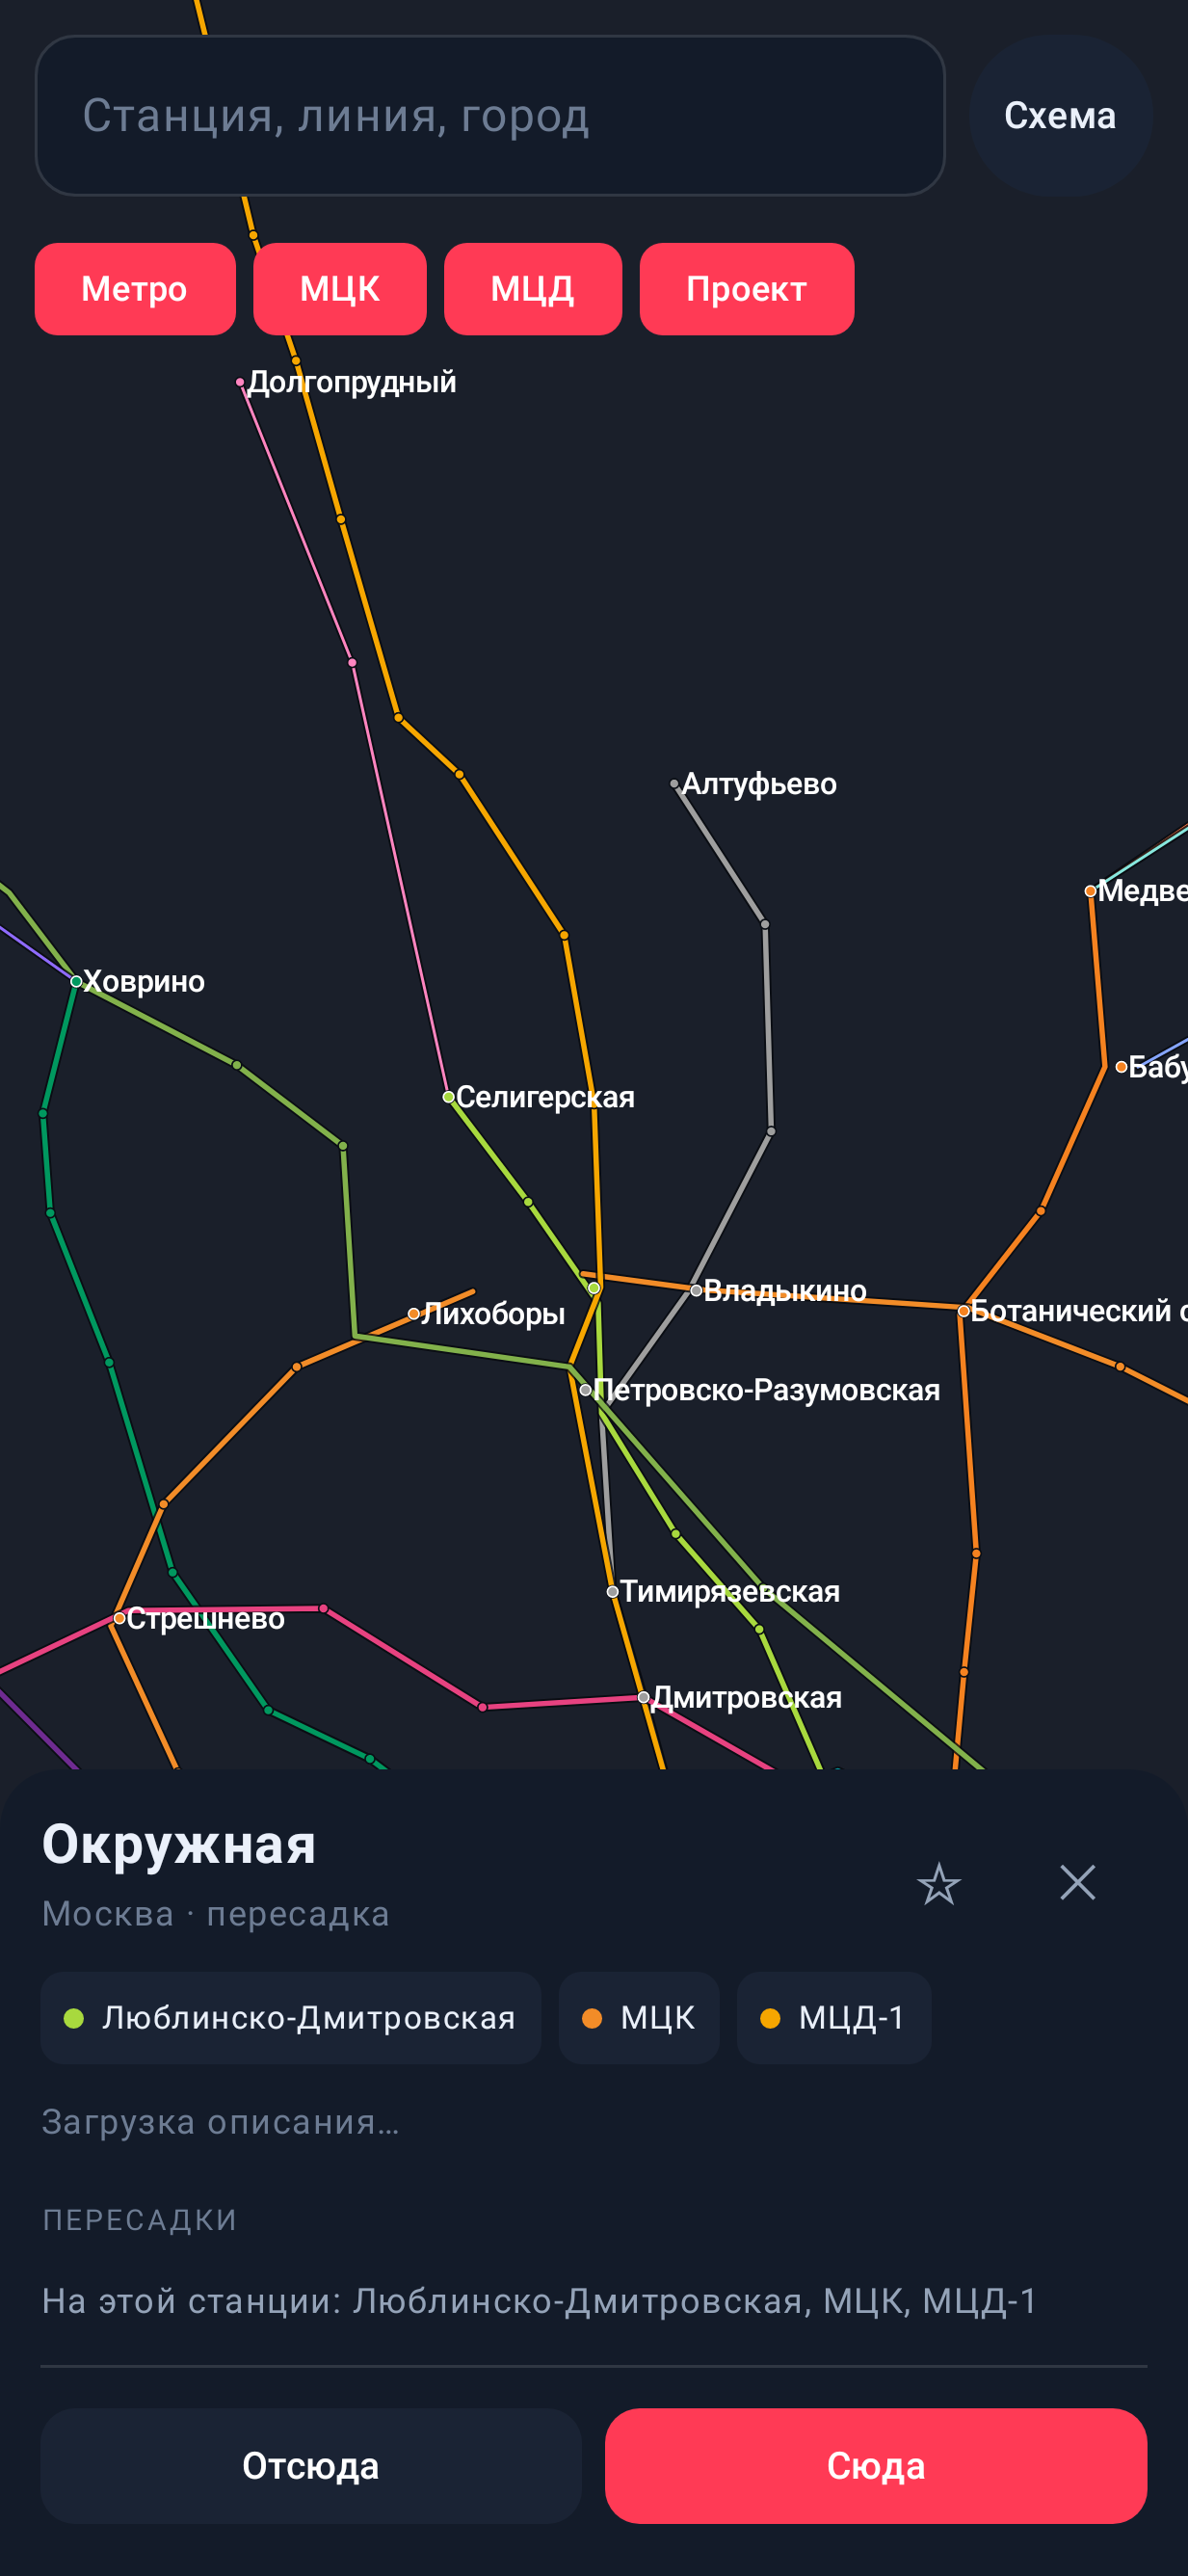 Станция, линия, город
Схема
Метро
МЦК
МЦД
Проект
Долгопрудный
Алтуфьево
Медве
Ховрино
Бабу
Селигерская
Владыкино
Лихоборы
Ботанический с
Петровско-Разумовская
Тимирязевская
Стрешнево
Дмитровская
Окружная
Москва · пересадка
Люблинско-Дмитровская
МЦК
МЦД-1
Загрузка описания…
ПЕРЕСАДКИ
На этой станции: Люблинско-Дмитровская, МЦК, МЦД-1
Отсюда
Сюда